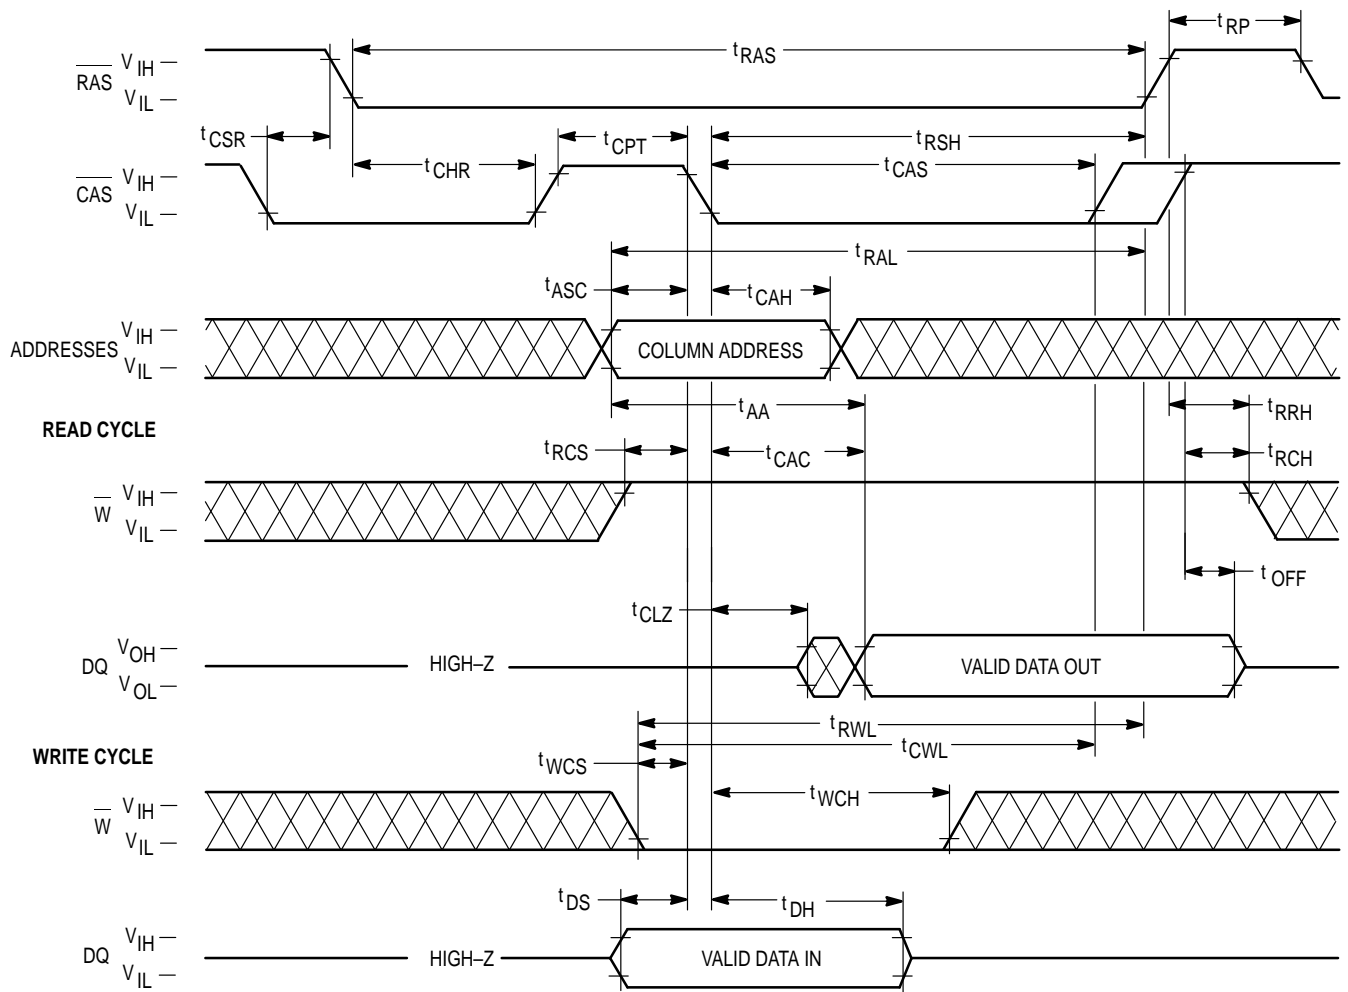 tRP
tRAS
RAS VIH
VIL
tCSR
tCPT
tRSH
tCHR
tCAS
CAS VIH
VIL
tRAL
tASC
tCAH
ADDRESSES VIH
VIL
COLUMN ADDRESS
tAA
tRRH
READ CYCLE
tRCS
tCAC
tRCH
W VIH
VIL
tOFF
tCLZ
DQ VOH
VOL
HIGH–Z
VALID DATA OUT
tRWL
tCWL
WRITE CYCLE
tWCS
tWCH
W VIH
VIL
tDS
tDH
DQ VIH
VIL
HIGH–Z
VALID DATA IN